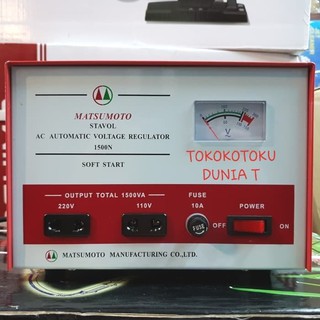 MATSUMOTO
STAVOL
AC AUTOMATIC VOLTAGE REGULATOR
1500N
SOFT START
V
TOKOKOTOKU
DUNIA T
OUTPUT TOTAL 1500VA
220V 110V
FUSE
10A
POWER
OFF ON
FUSE
MATSUMOTO MANUFACTURING CO.,LTD.